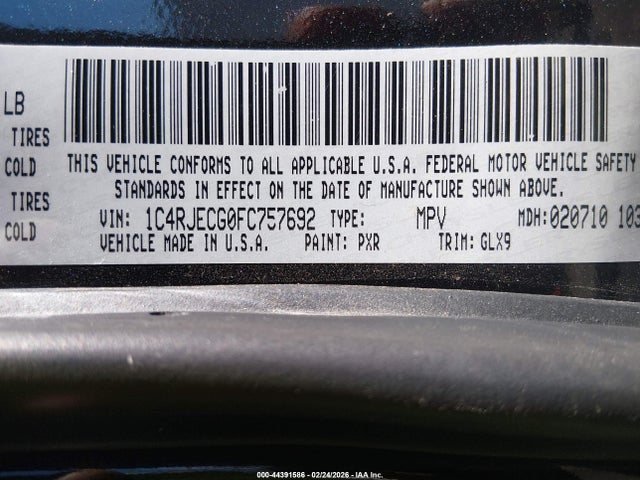 LB
TIRES
COLD THIS VEHICLE CONFORMS TO ALL APPLICABLE U.S.A. FEDERAL MOTOR VEHICLE SAFETY
STANDARDS IN EFFECT ON THE DATE OF MANUFACTURE SHOWN ABOVE.
TIRES
VIN: 1C4RJECG0FC757692 TYPE: MPV MDH:020710 103
COLD VEHICLE MADE IN U.S.A. PAINT: PXR TRIM: GLX9
000-44391586 - 02/24/2026 - IAA Inc.